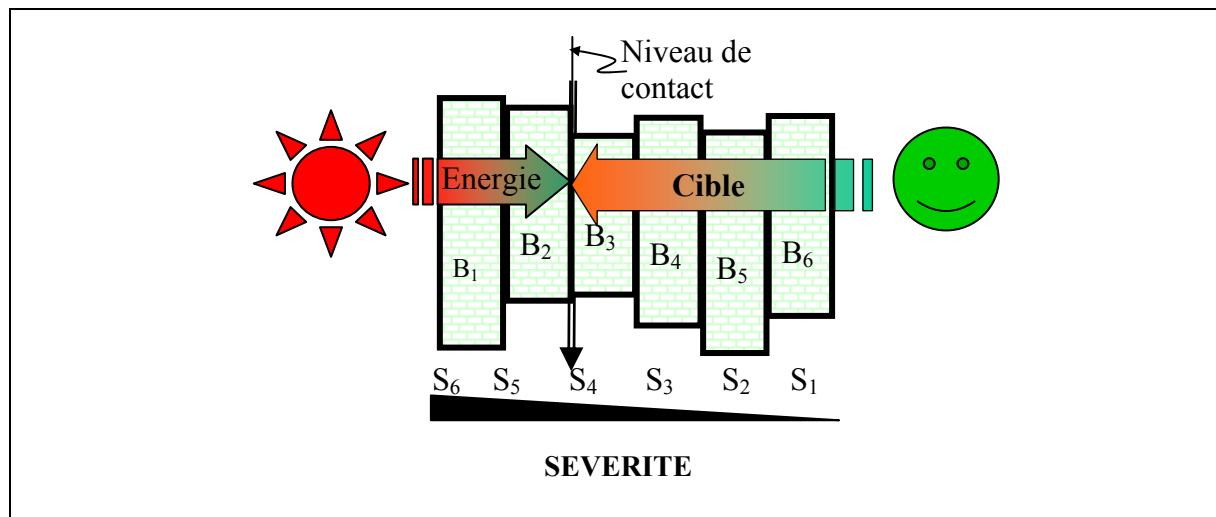 Niveau de
contact
Energie
Cible
B₁ B₂ B₃ B₄ B₅ B₆
S₆ S₅ S₄ S₃ S₂ S₁
SEVERITE